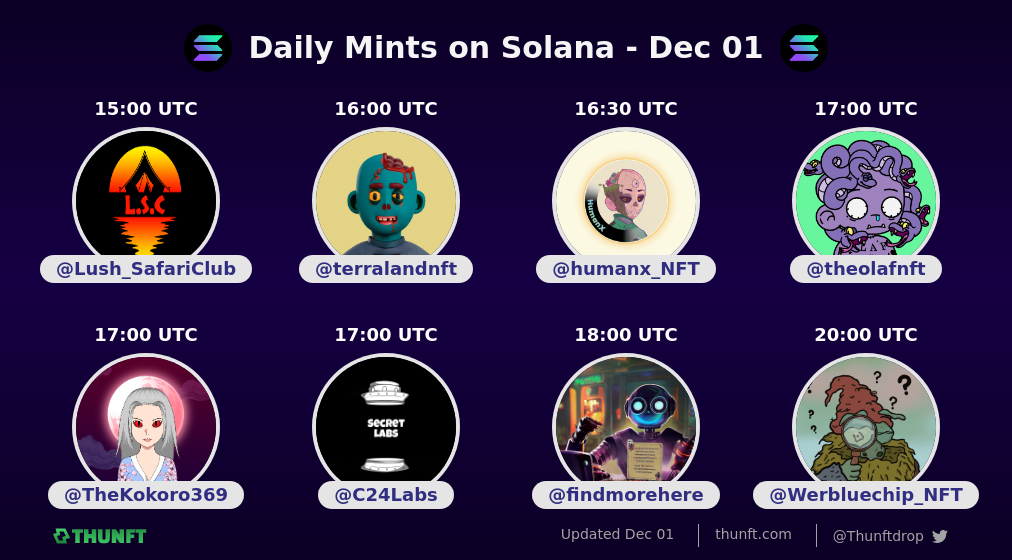 Daily Mints on Solana - Dec 01
15:00 UTC
16:00 UTC
16:30 UTC
17:00 UTC
L.S.C
HumanX
@Lush_SafariClub
@terralandnft
@humanx_NFT
@theolafnft
17:00 UTC
17:00 UTC
18:00 UTC
20:00 UTC
? ? ? ? ?
SECRET
LABS
@TheKokoro369
@C24Labs
@findmorehere
@Werbluechip_NFT
THUNFT
Updated Dec 01
thunft.com
@Thunftdrop